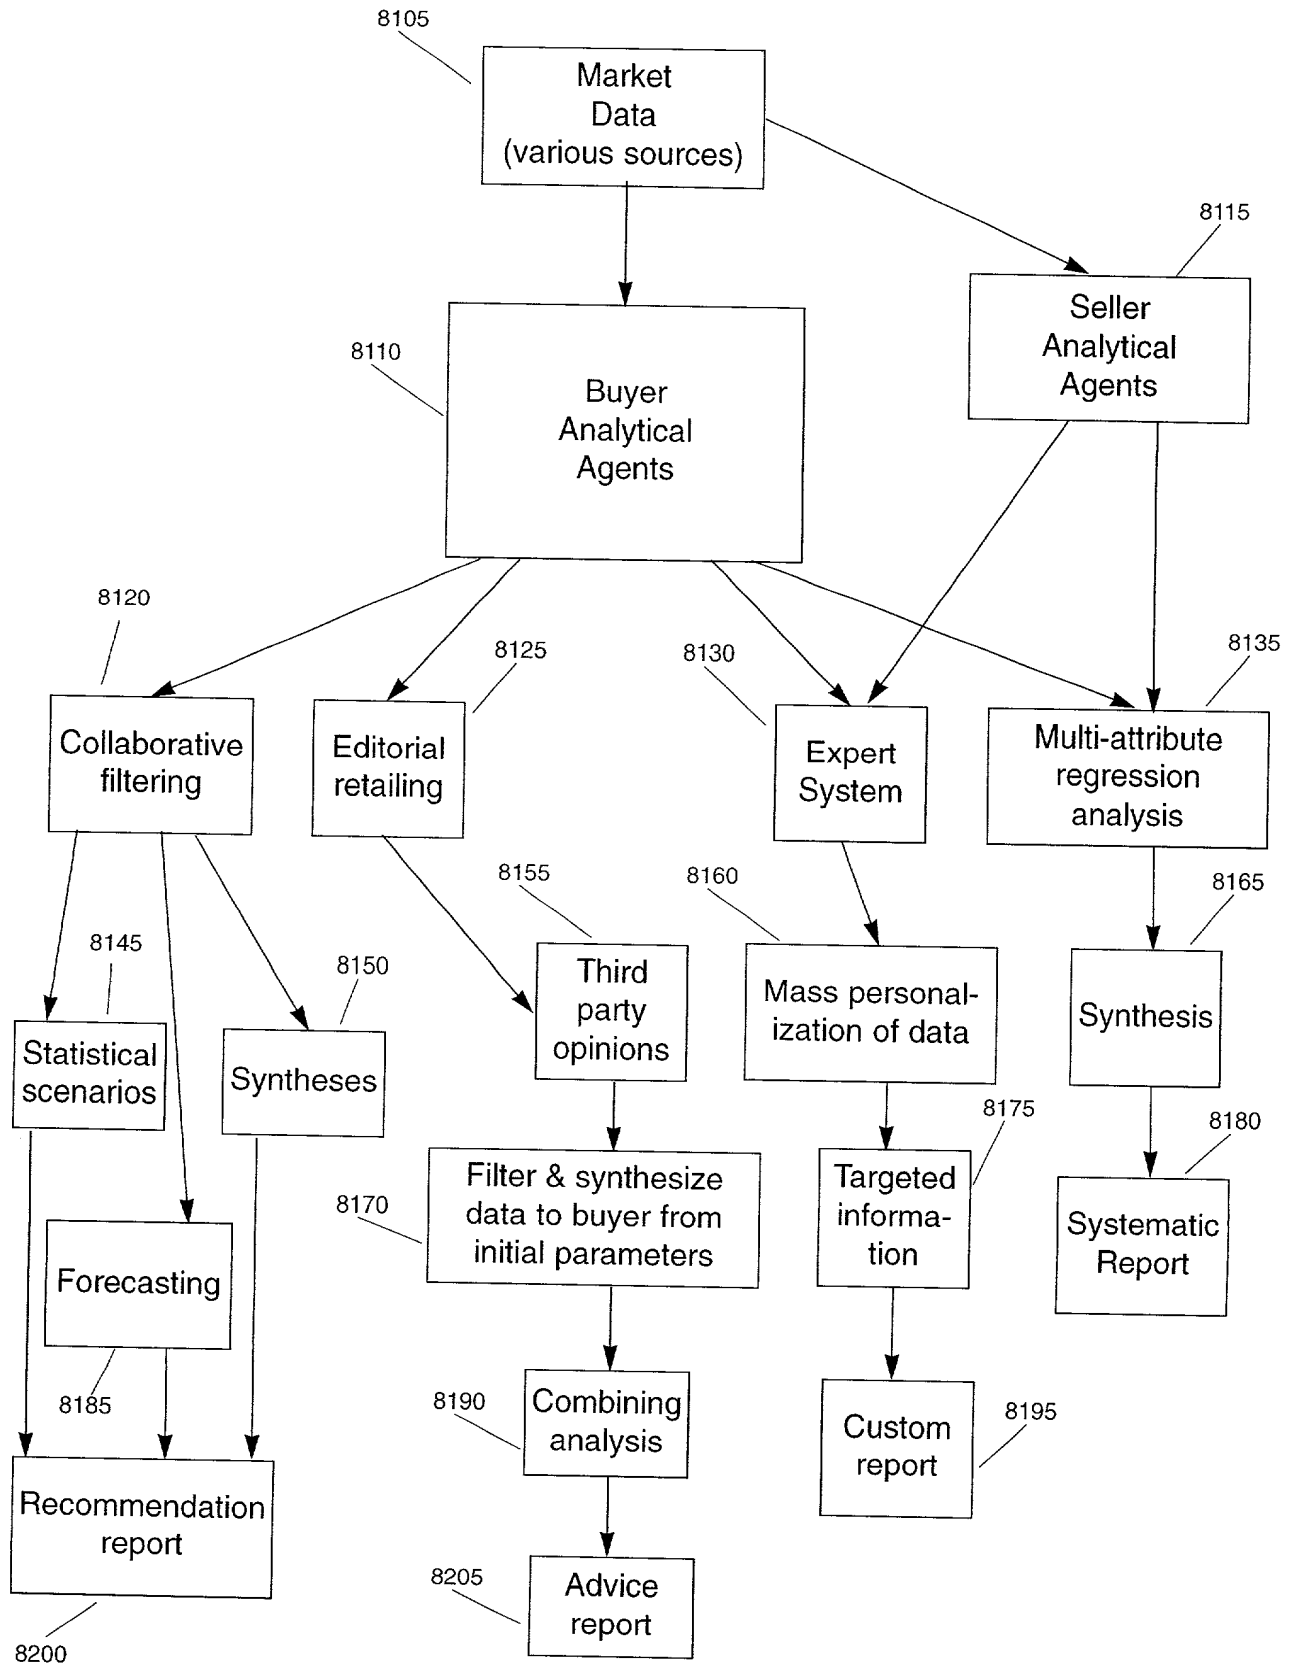 8105
Market
Data
(various sources)
8115
Seller
Analytical
Agents
8110
Buyer
Analytical
Agents
8120
8125
8130
8135
Collaborative
filtering
Editorial
retailing
Expert
System
Multi-attribute
regression
analysis
8145
8150
8155
8160
8165
Statistical
scenarios
Syntheses
Third
party
opinions
Mass personal-
ization of data
Synthesis
8170
Filter & synthesize
data to buyer from
initial parameters
8175
Targeted
informa-
tion
8180
Systematic
Report
Forecasting
8185
8190
Combining
analysis
Custom
report
8195
Recommendation
report
8200
8205
Advice
report